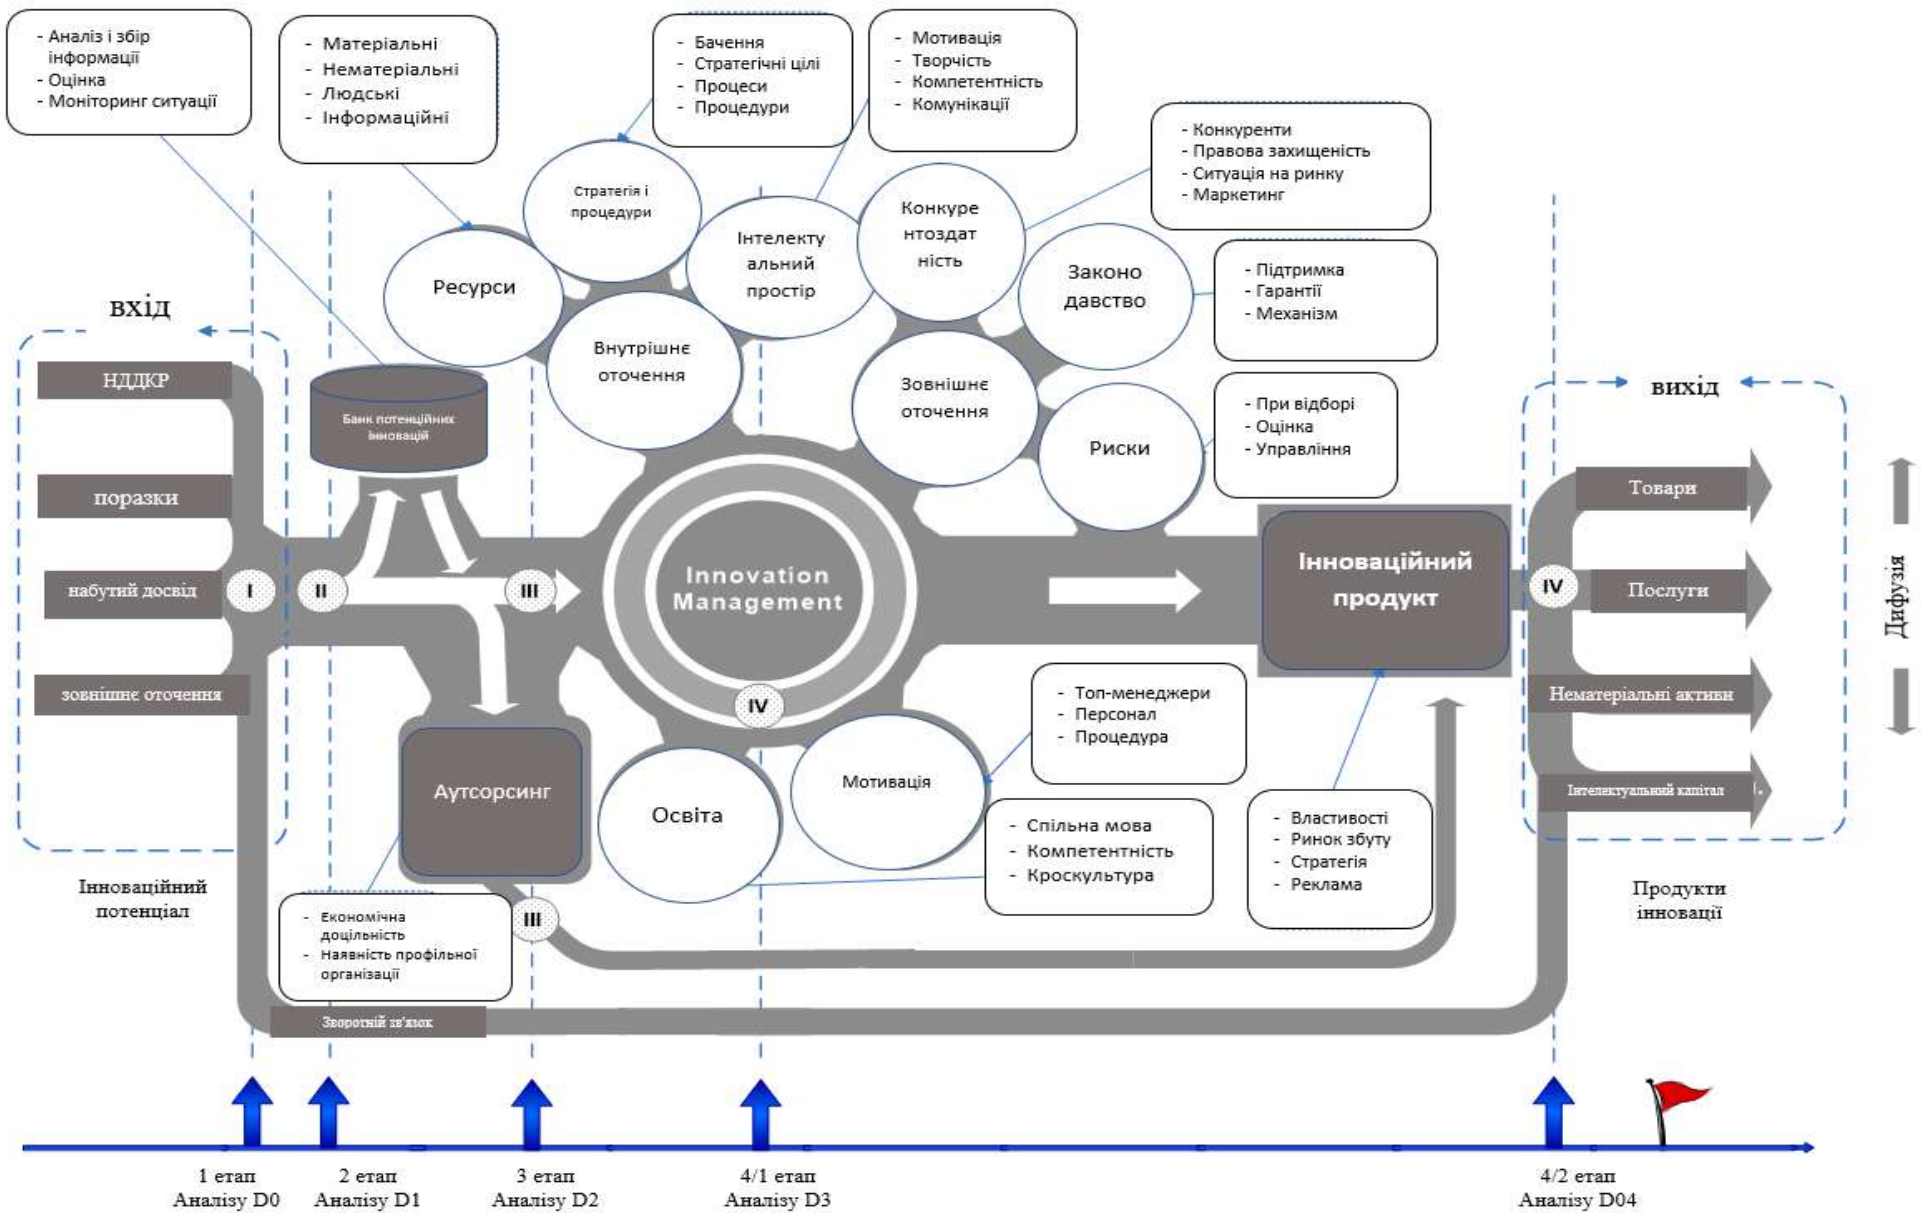 - Аналіз і збір
інформації
- Оцінка
- Моніторинг ситуації
- Матеріальні
- Нематеріальні
- Людські
- Інформаційні
- Бачення
- Стратегічні цілі
- Процеси
- Процедури
- Мотивація
- Творчість
- Компетентність
- Комунікації
- Конкуренти
- Правова захищеність
- Ситуація на ринку
- Маркетинг
- Підтримка
- Гарантії
- Механізм
- При відборі
- Оцінка
- Управління
Стратегія і
процедури
Ресурси
Інтелекту
альний
простір
Конкуре
нтоздат
ність
Законо
давство
Внутрішнє
оточення
Зовнішнє
оточення
Риски
вхід
НДДКР
поразки
набутий досвід
зовнішнє оточення
Інноваційний
потенціал
Банк потенційних
інновацій
I
II
III
Innovation
Management
IV
Інноваційний
продукт
IV
вихід
Товари
Послуги
Нематеріальні активи
Інтелектуальний капітал
Дифузія
Продукти
інновації
Аутсорсинг
Освіта
Мотивація
- Топ-менеджери
- Персонал
- Процедура
- Спільна мова
- Компетентність
- Кроскультура
- Властивості
- Ринок збуту
- Стратегія
- Реклама
- Економічна
доцільність
- Наявність профільної
організації
III
Зворотній зв'язок
1 етап
Аналізу D0
2 етап
Аналізу D1
3 етап
Аналізу D2
4/1 етап
Аналізу D3
4/2 етап
Аналізу D04